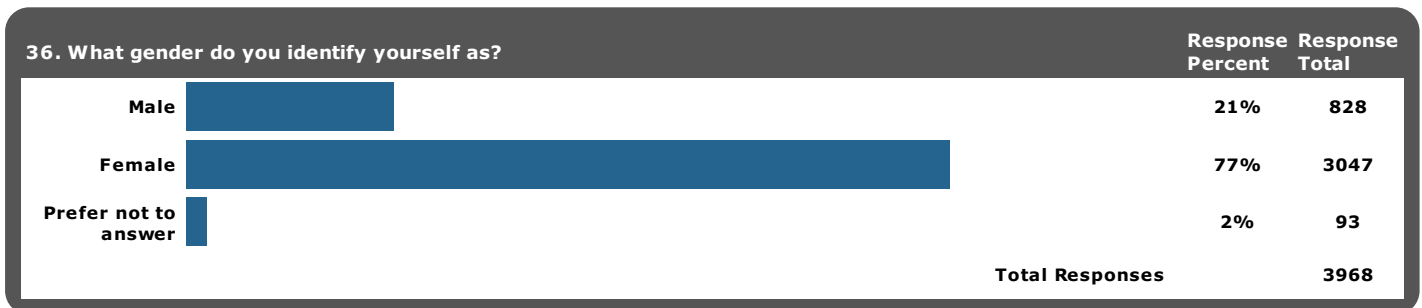 36. What gender do you identify yourself as?
Response Response
Percent Total
Male 21% 828
Female 77% 3047
Prefer not to
answer 2% 93
Total Responses 3968